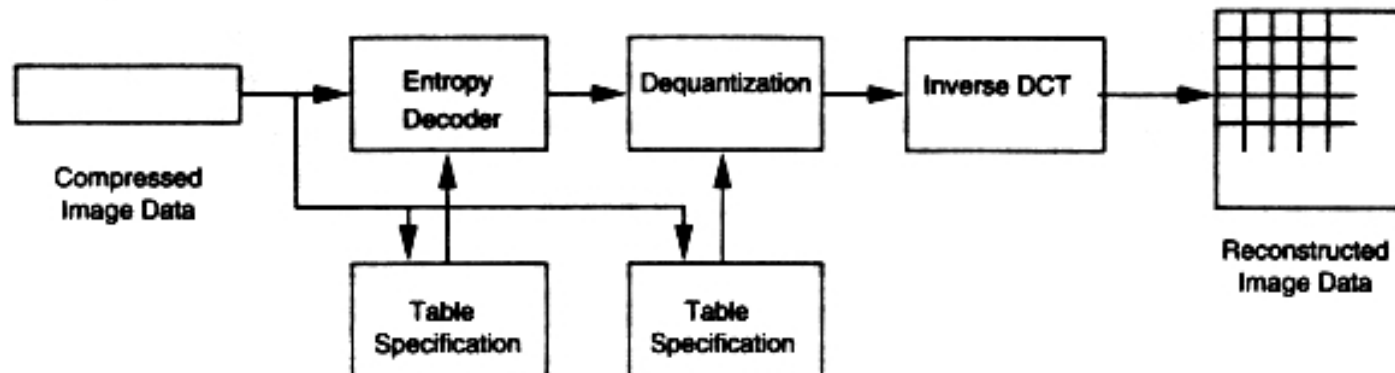 Entropy
Decoder
Dequantization
Inverse DCT
Compressed
Image Data
Table
Specification
Table
Specification
Reconstructed
Image Data